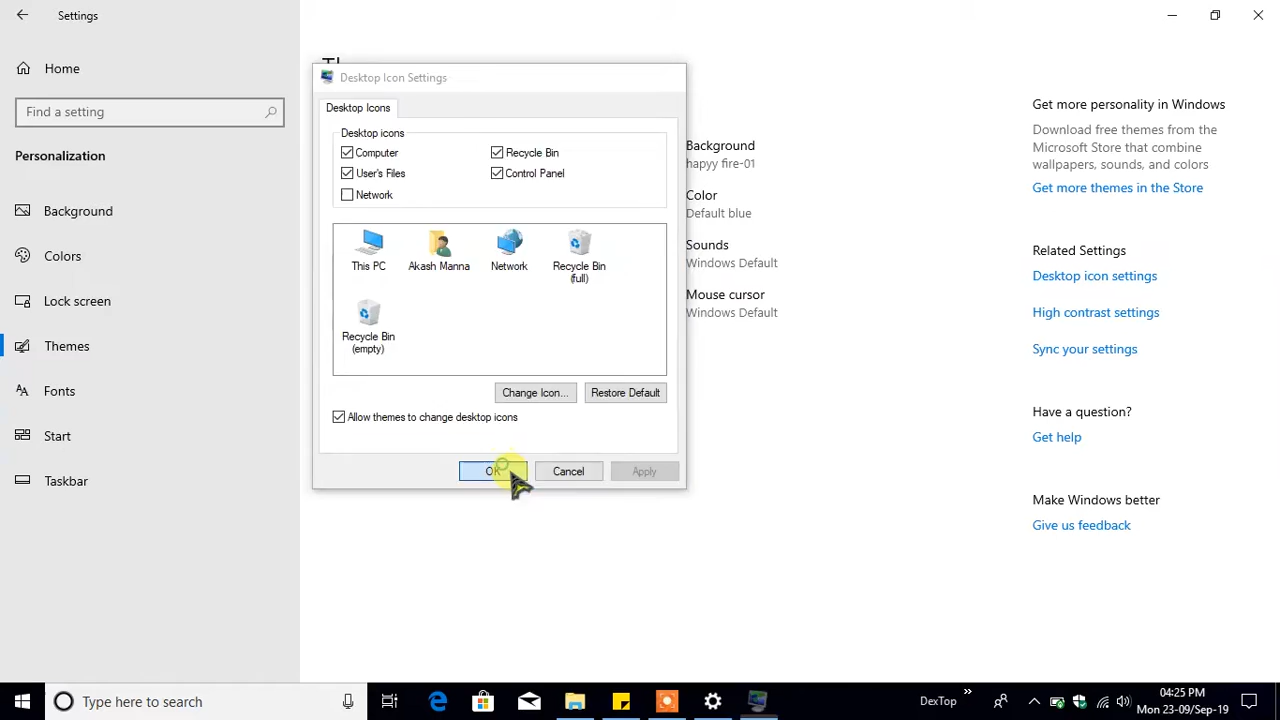 Settings
Home
Find a setting
Personalization
Background
Colors
Lock screen
Themes
Fonts
Start
Taskbar
Desktop Icon Settings
Desktop Icons
Desktop icons
Computer
Recycle Bin
User's Files
Control Panel
Network
This PC
Akash Manna
Network
Recycle Bin
(full)
Recycle Bin
(empty)
Change Icon...
Restore Default
Allow themes to change desktop icons
OK
Cancel
Apply
Background
hapyy fire-01
Color
Default blue
Sounds
Windows Default
Mouse cursor
Windows Default
Get more personality in Windows
Download free themes from the
Microsoft Store that combine
wallpapers, sounds, and colors
Get more themes in the Store
Related Settings
Desktop icon settings
High contrast settings
Sync your settings
Have a question?
Get help
Make Windows better
Give us feedback
Type here to search
DexTop
»
04:25 PM
Mon 23-09/Sep-19